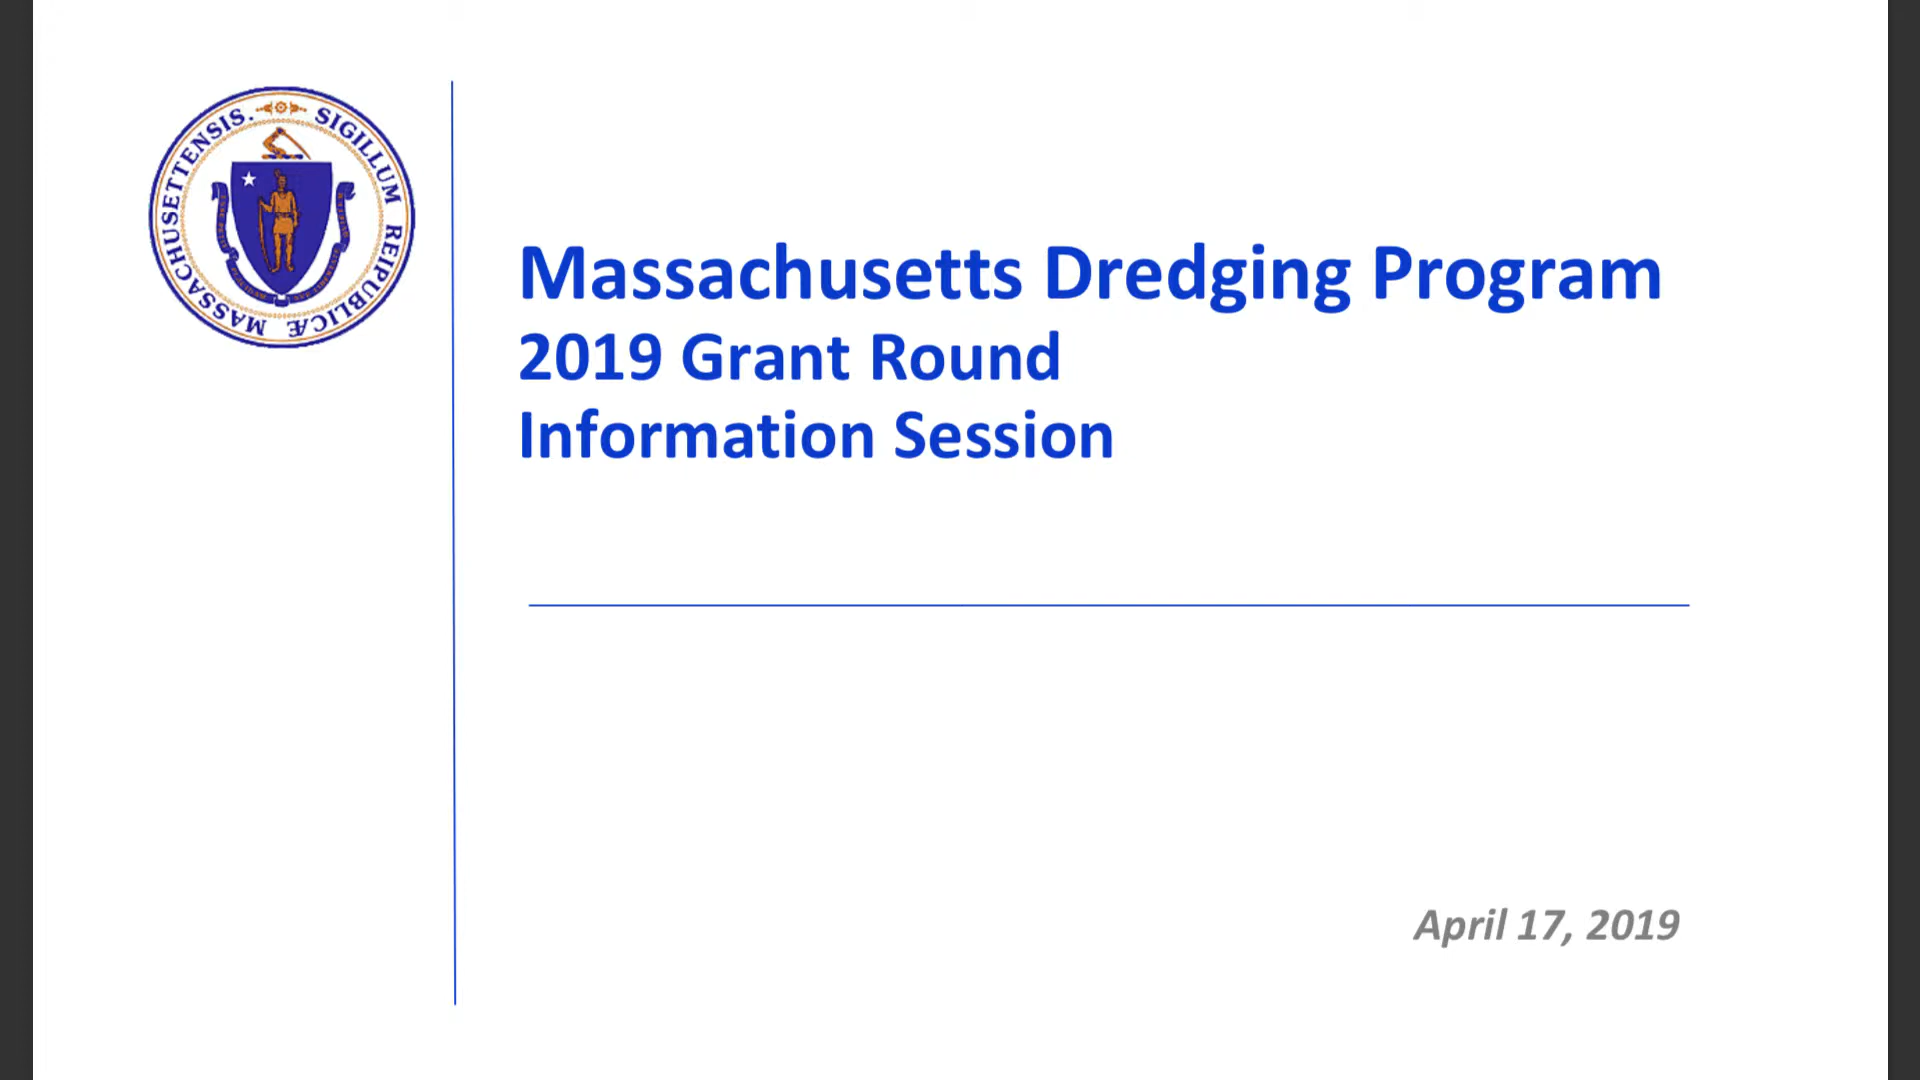 SIGILLUM REIPUBLICÆ MASSACHUSETTENSIS.
Massachusetts Dredging Program
2019 Grant Round
Information Session
April 17, 2019